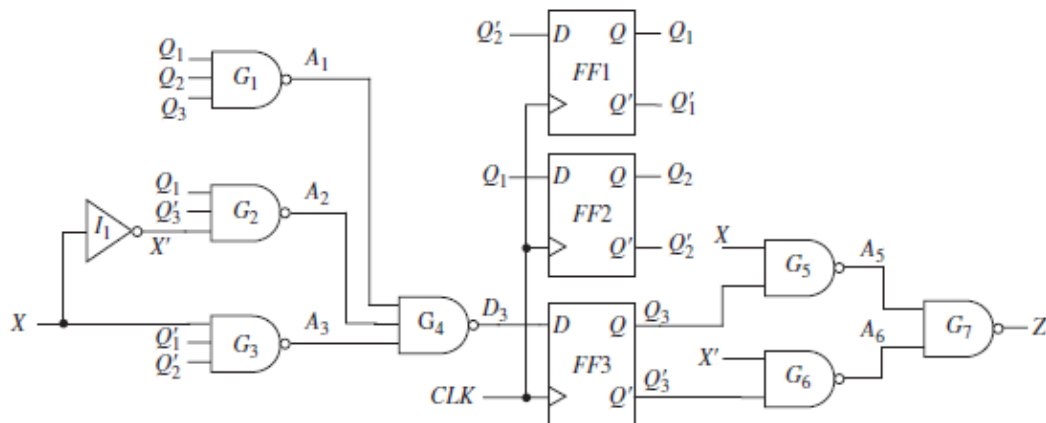 Q₁
Q₂
Q₃
G₁
A₁
Q₁
Q₃′
X′
G₂
A₂
I₁
X
Q₁′
Q₂′
G₃
A₃
G₄
D₃
CLK
Q₂′
D
Q
Q₁
FF1
Q′
Q₁′
Q₁
D
Q
Q₂
FF2
Q′
Q₂′
D
Q
Q₃
FF3
Q′
Q₃′
X
G₅
A₅
X′
G₆
A₆
G₇
Z